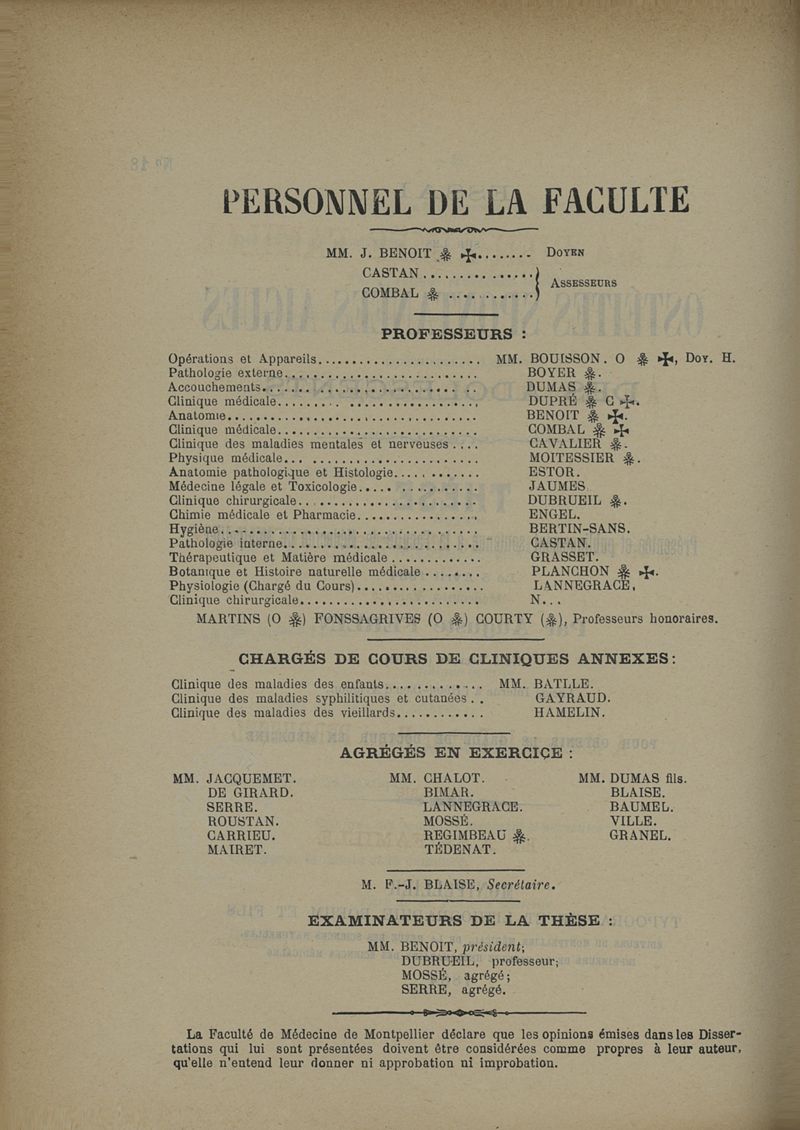 PERSONNEL DE LA FACULTE
MM. J. BENOIT ❋ ✠ ........ DOYEN
CASTAN .............. ASSESSEURS
COMBAL ❋ ............
PROFESSEURS :
Opérations et Appareils ........ MM. BOUISSON. O ❋ ✠, Doy. H.
Pathologie externe ........ BOYER ❋.
Accouchements ........ DUMAS ❋.
Clinique médicale ........ DUPRÉ ❋ C ✠.
Anatomie ........ BENOIT ❋ ✠.
Clinique médicale ........ COMBAL ❋ ✠
Clinique des maladies mentales et nerveuses .... CAVALIER ❋.
Physique médicale ........ MOITESSIER ❋.
Anatomie pathologique et Histologie ........ ESTOR.
Médecine légale et Toxicologie ........ JAUMES
Clinique chirurgicale ........ DUBRUEIL ❋.
Chimie médicale et Pharmacie ........ ENGEL.
Hygiène ........ BERTIN-SANS.
Pathologie interne ........ CASTAN.
Thérapeutique et Matière médicale ........ GRASSET.
Botanique et Histoire naturelle médicale ........ PLANCHON ❋ ✠.
Physiologie (Chargé du Cours) ........ LANNEGRACE,
Clinique chirurgicale ........ N...
MARTINS (O ❋) FONSSAGRIVES (O ❋) COURTY (❋), Professeurs honoraires.
CHARGÉS DE COURS DE CLINIQUES ANNEXES :
Clinique des maladies des enfants ........ MM. BATLLE.
Clinique des maladies syphilitiques et cutanées .. GAYRAUD.
Clinique des maladies des vieillards ........ HAMELIN.
AGRÉGÉS EN EXERCICE :
MM. JACQUEMET. MM. CHALOT. MM. DUMAS fils.
DE GIRARD. BIMAR. BLAISE.
SERRE. LANNEGRACE. BAUMEL.
ROUSTAN. MOSSÉ. VILLE.
CARRIEU. REGIMBEAU ❋. GRANEL.
MAIRET. TÉDENAT.
M. F.-J. BLAISE, Secrétaire.
EXAMINATEURS DE LA THÈSE :
MM. BENOIT, président;
DUBRUEIL, professeur;
MOSSÉ, agrégé;
SERRE, agrégé.
La Faculté de Médecine de Montpellier déclare que les opinions émises dans les Disser-
tations qui lui sont présentées doivent être considérées comme propres à leur auteur,
qu'elle n'entend leur donner ni approbation ni improbation.